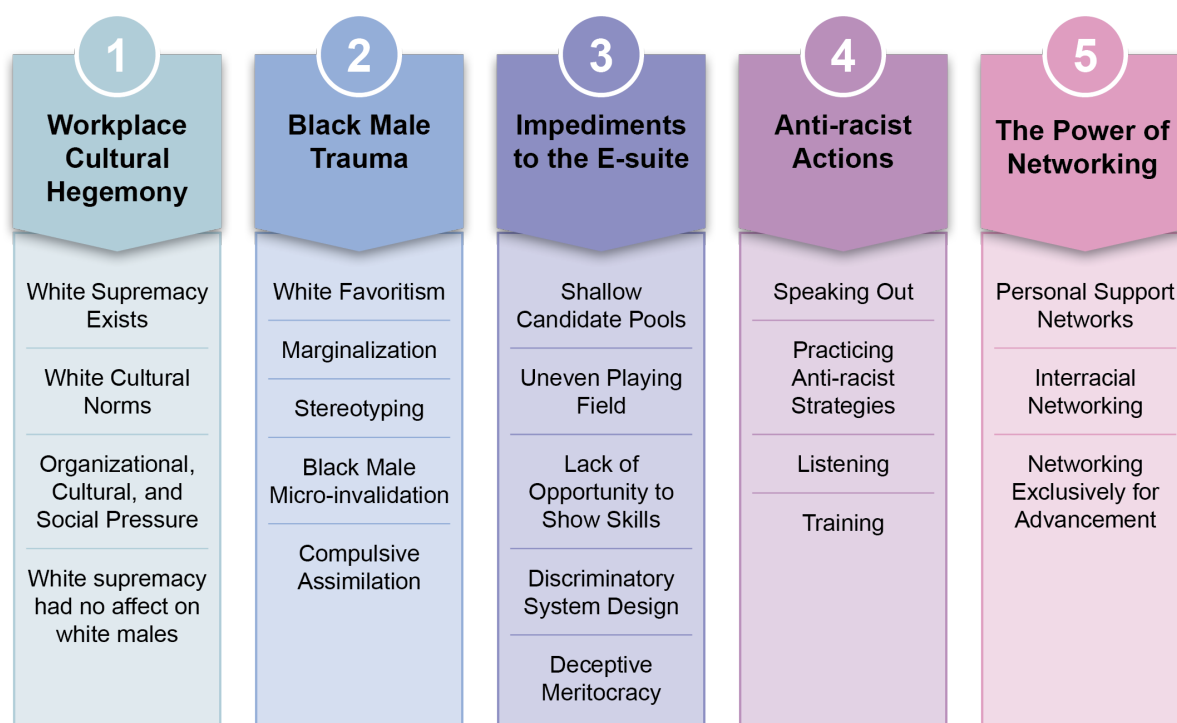 1
Workplace
Cultural
Hegemony
White Supremacy
Exists
White Cultural
Norms
Organizational,
Cultural, and
Social Pressure
White supremacy
had no affect on
white males
2
Black Male
Trauma
White Favoritism
Marginalization
Stereotyping
Black Male
Micro-invalidation
Compulsive
Assimilation
3
Impediments
to the E-suite
Shallow
Candidate Pools
Uneven Playing
Field
Lack of
Opportunity to
Show Skills
Discriminatory
System Design
Deceptive
Meritocracy
4
Anti-racist
Actions
Speaking Out
Practicing
Anti-racist
Strategies
Listening
Training
5
The Power of
Networking
Personal Support
Networks
Interracial
Networking
Networking
Exclusively for
Advancement